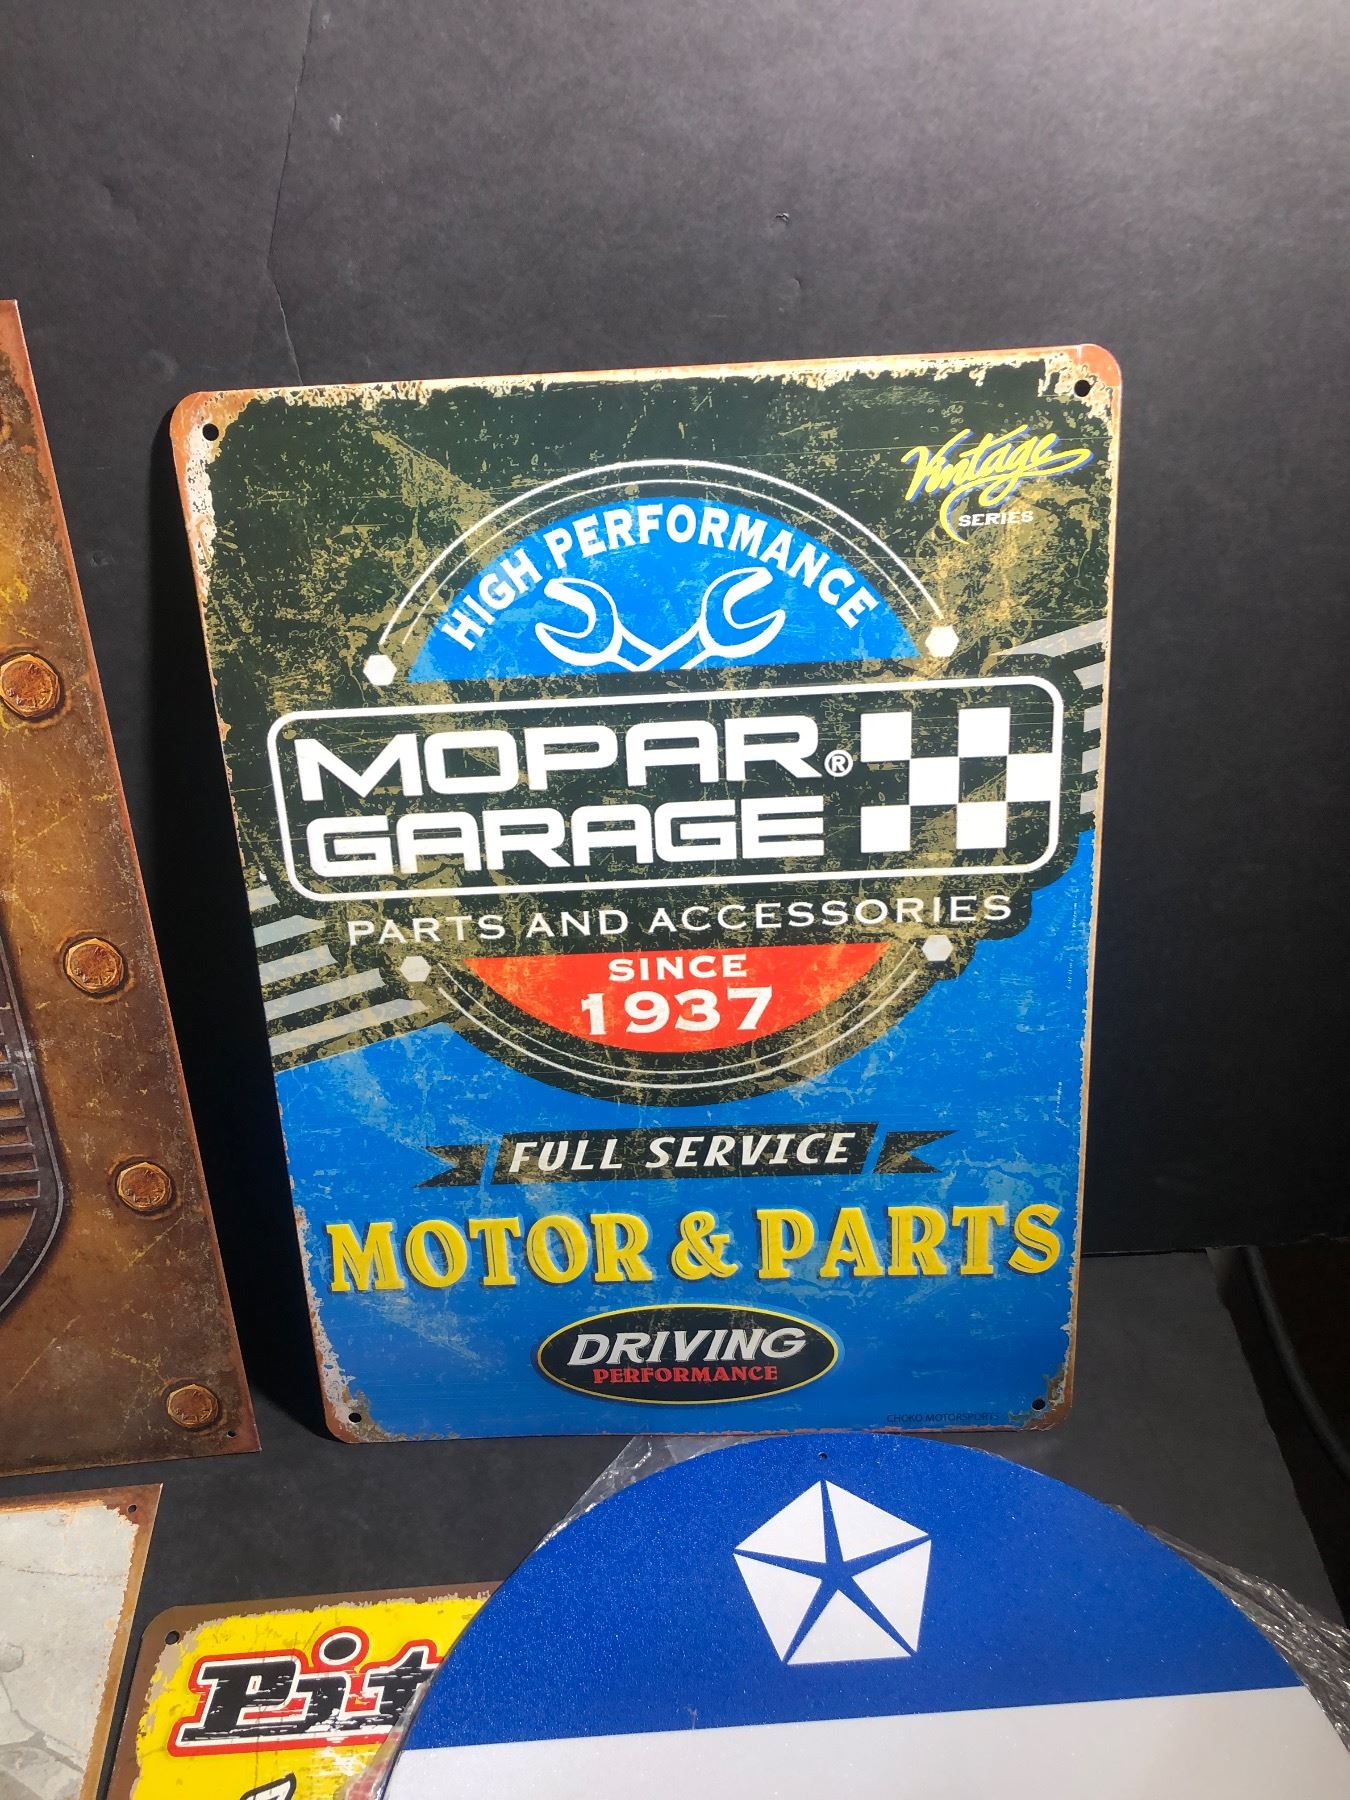 Vintage
SERIES
HIGH PERFORMANCE
MOPAR®
GARAGE
PARTS AND ACCESSORIES
SINCE
1937
FULL SERVICE
MOTOR & PARTS
DRIVING
PERFORMANCE
CHOKO MOTORSPORTS
Pit